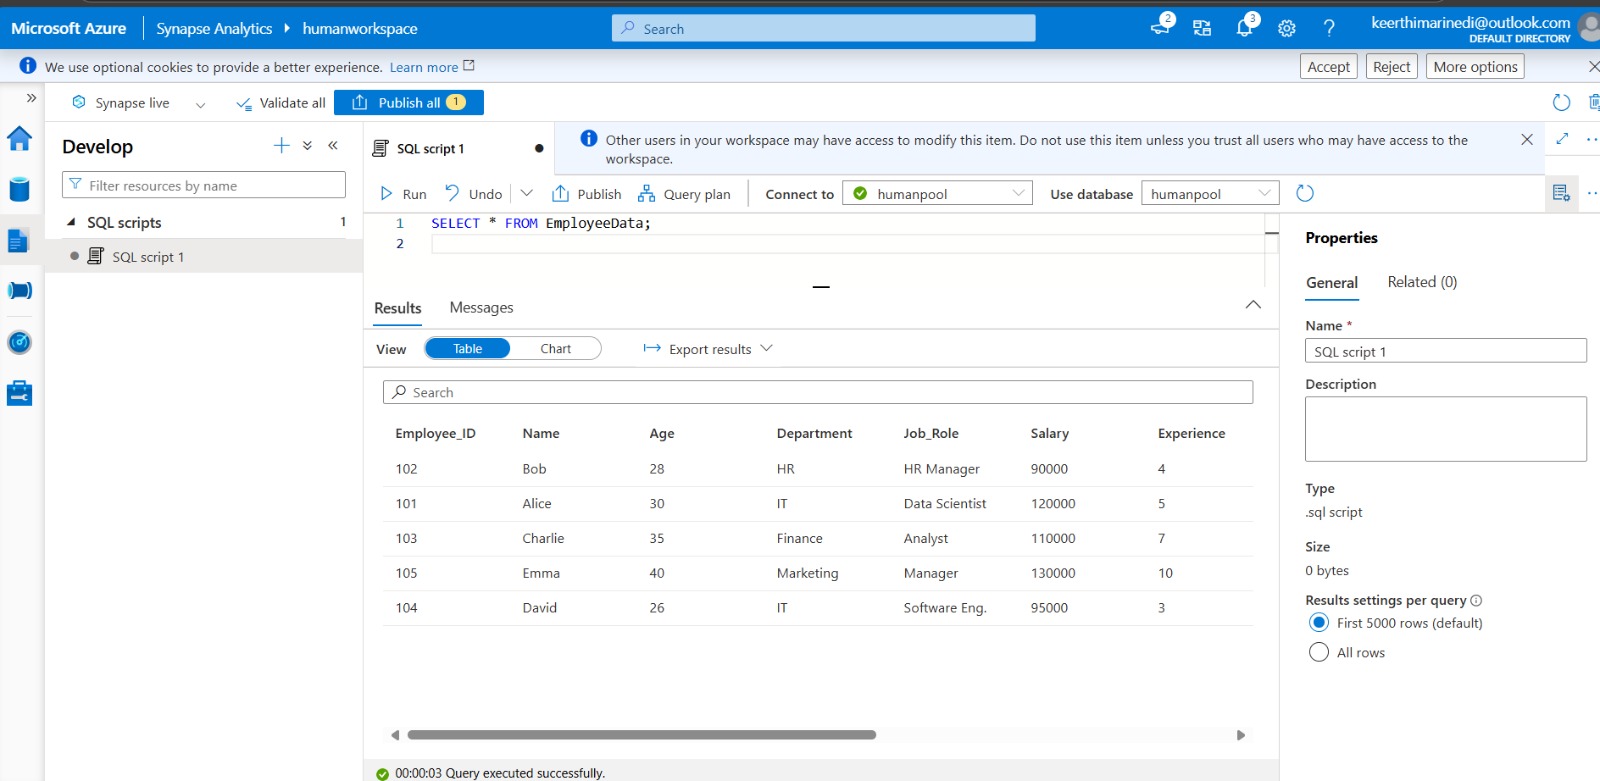 Microsoft Azure Synapse Analytics humanworkspace Search 2 3 keerthimarinedi@outlook.com
DEFAULT DIRECTORY
We use optional cookies to provide a better experience. Learn more Accept Reject More options
Synapse live Validate all Publish all 1
Develop
Filter resources by name
SQL scripts 1
SQL script 1
SQL script 1
Other users in your workspace may have access to modify this item. Do not use this item unless you trust all users who may have access to the
workspace.
Run Undo Publish Query plan Connect to humanpool Use database humanpool
1 SELECT * FROM EmployeeData;
2
Results Messages
View Table Chart Export results
Search
Employee_ID Name Age Department Job_Role Salary Experience
102 Bob 28 HR HR Manager 90000 4
101 Alice 30 IT Data Scientist 120000 5
103 Charlie 35 Finance Analyst 110000 7
105 Emma 40 Marketing Manager 130000 10
104 David 26 IT Software Eng. 95000 3
00:00:03 Query executed successfully.
Properties
General Related (0)
Name *
SQL script 1
Description
Type
.sql script
Size
0 bytes
Results settings per query
First 5000 rows (default)
All rows